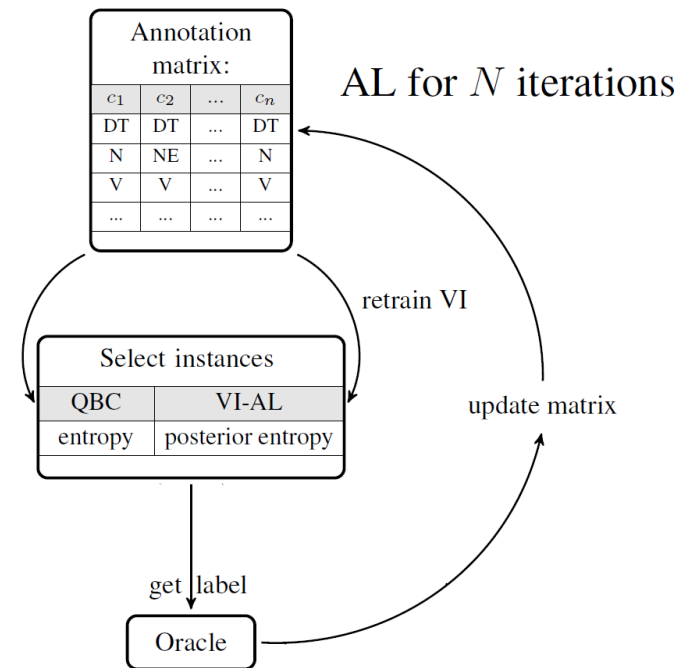 Annotation
matrix:
c1 c2 ... cn
DT DT ... DT
N NE ... N
V V ... V
... ... ... ...
AL for N iterations
retrain VI
Select instances
QBC VI-AL
entropy posterior entropy
update matrix
get label
Oracle